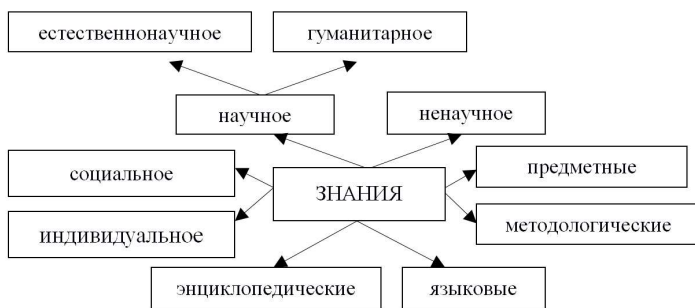 естественнонаучное
гуманитарное
научное
ненаучное
социальное
ЗНАНИЯ
предметные
индивидуальное
методологические
энциклопедические
языковые